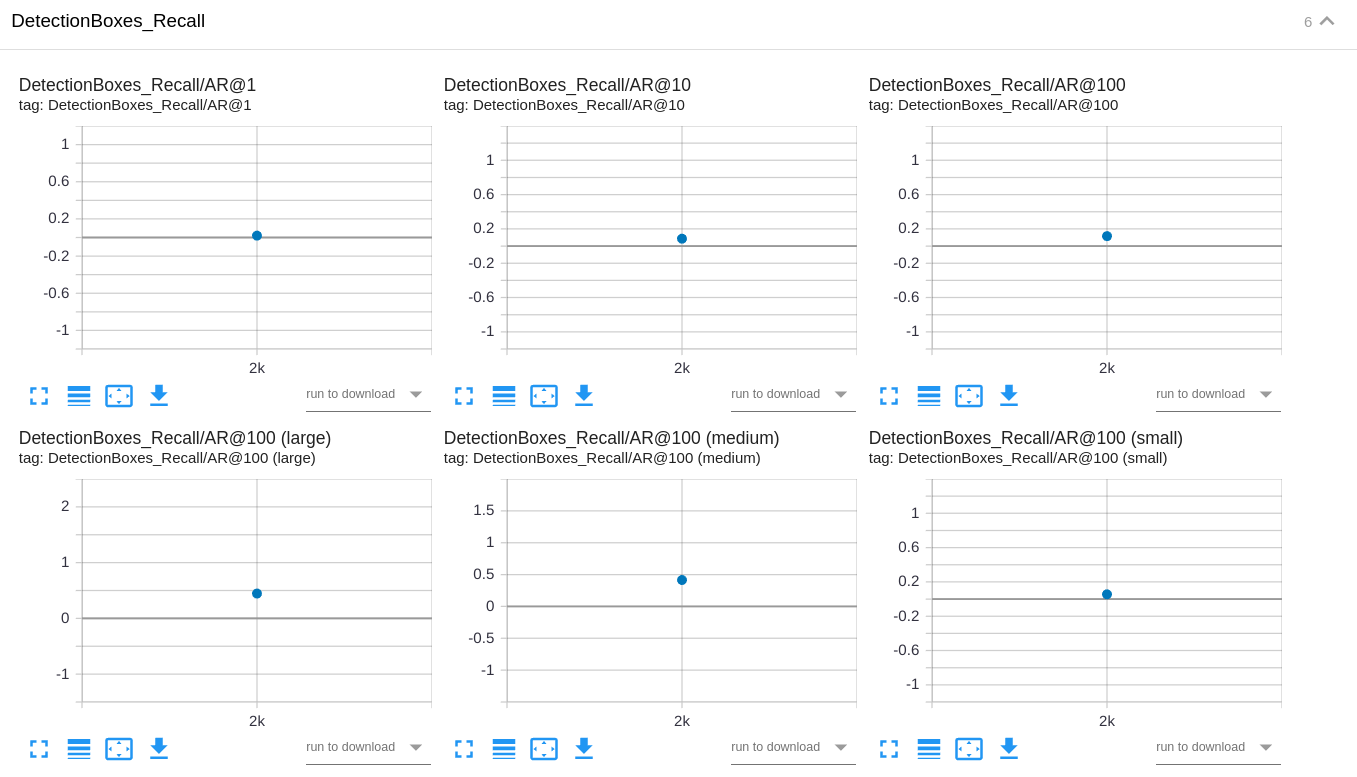 DetectionBoxes_Recall
6
DetectionBoxes_Recall/AR@1
tag: DetectionBoxes_Recall/AR@1
1
0.6
0.2
-0.2
-0.6
-1
2k
run to download
DetectionBoxes_Recall/AR@10
tag: DetectionBoxes_Recall/AR@10
1
0.6
0.2
-0.2
-0.6
-1
2k
run to download
DetectionBoxes_Recall/AR@100
tag: DetectionBoxes_Recall/AR@100
1
0.6
0.2
-0.2
-0.6
-1
2k
run to download
DetectionBoxes_Recall/AR@100 (large)
tag: DetectionBoxes_Recall/AR@100 (large)
2
1
0
-1
2k
run to download
DetectionBoxes_Recall/AR@100 (medium)
tag: DetectionBoxes_Recall/AR@100 (medium)
1.5
1
0.5
0
-0.5
-1
2k
run to download
DetectionBoxes_Recall/AR@100 (small)
tag: DetectionBoxes_Recall/AR@100 (small)
1
0.6
0.2
-0.2
-0.6
-1
2k
run to download